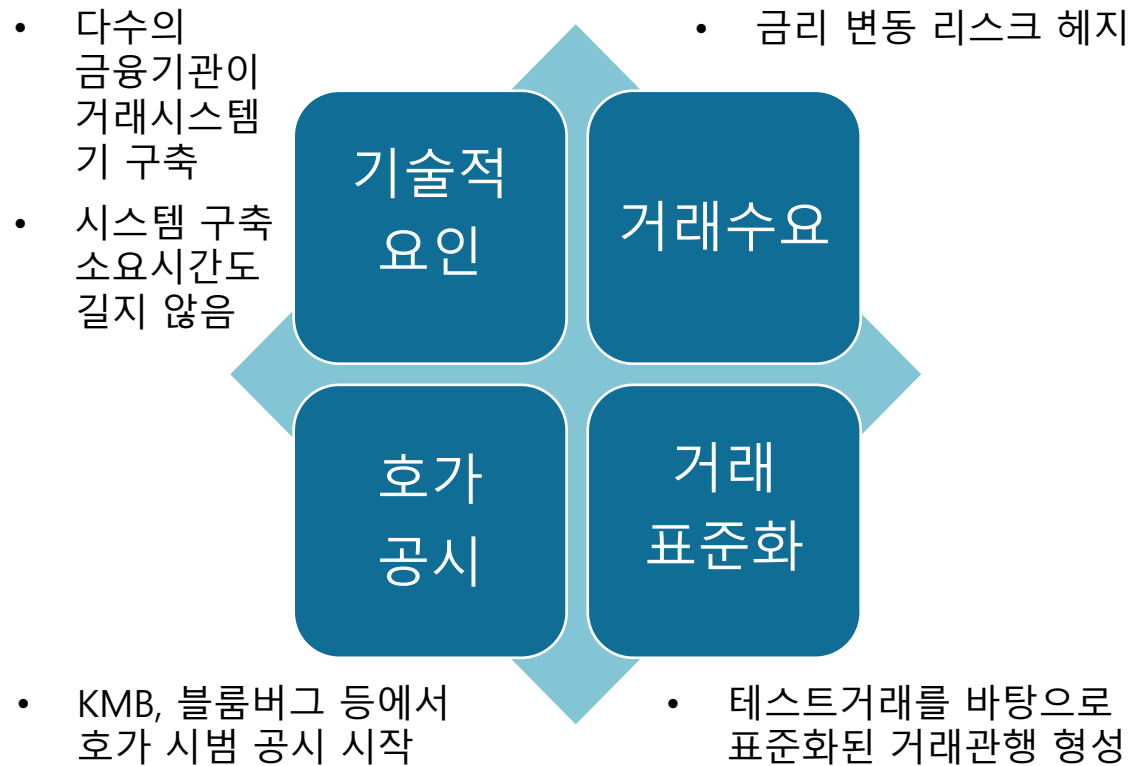 • 다수의
금융기관이
거래시스템
기 구축
• 시스템 구축
소요시간도
길지 않음
• 금리 변동 리스크 헤지
기술적
요인
거래수요
호가
공시
거래
표준화
• KMB, 블룸버그 등에서
호가 시범 공시 시작
• 테스트거래를 바탕으로
표준화된 거래관행 형성